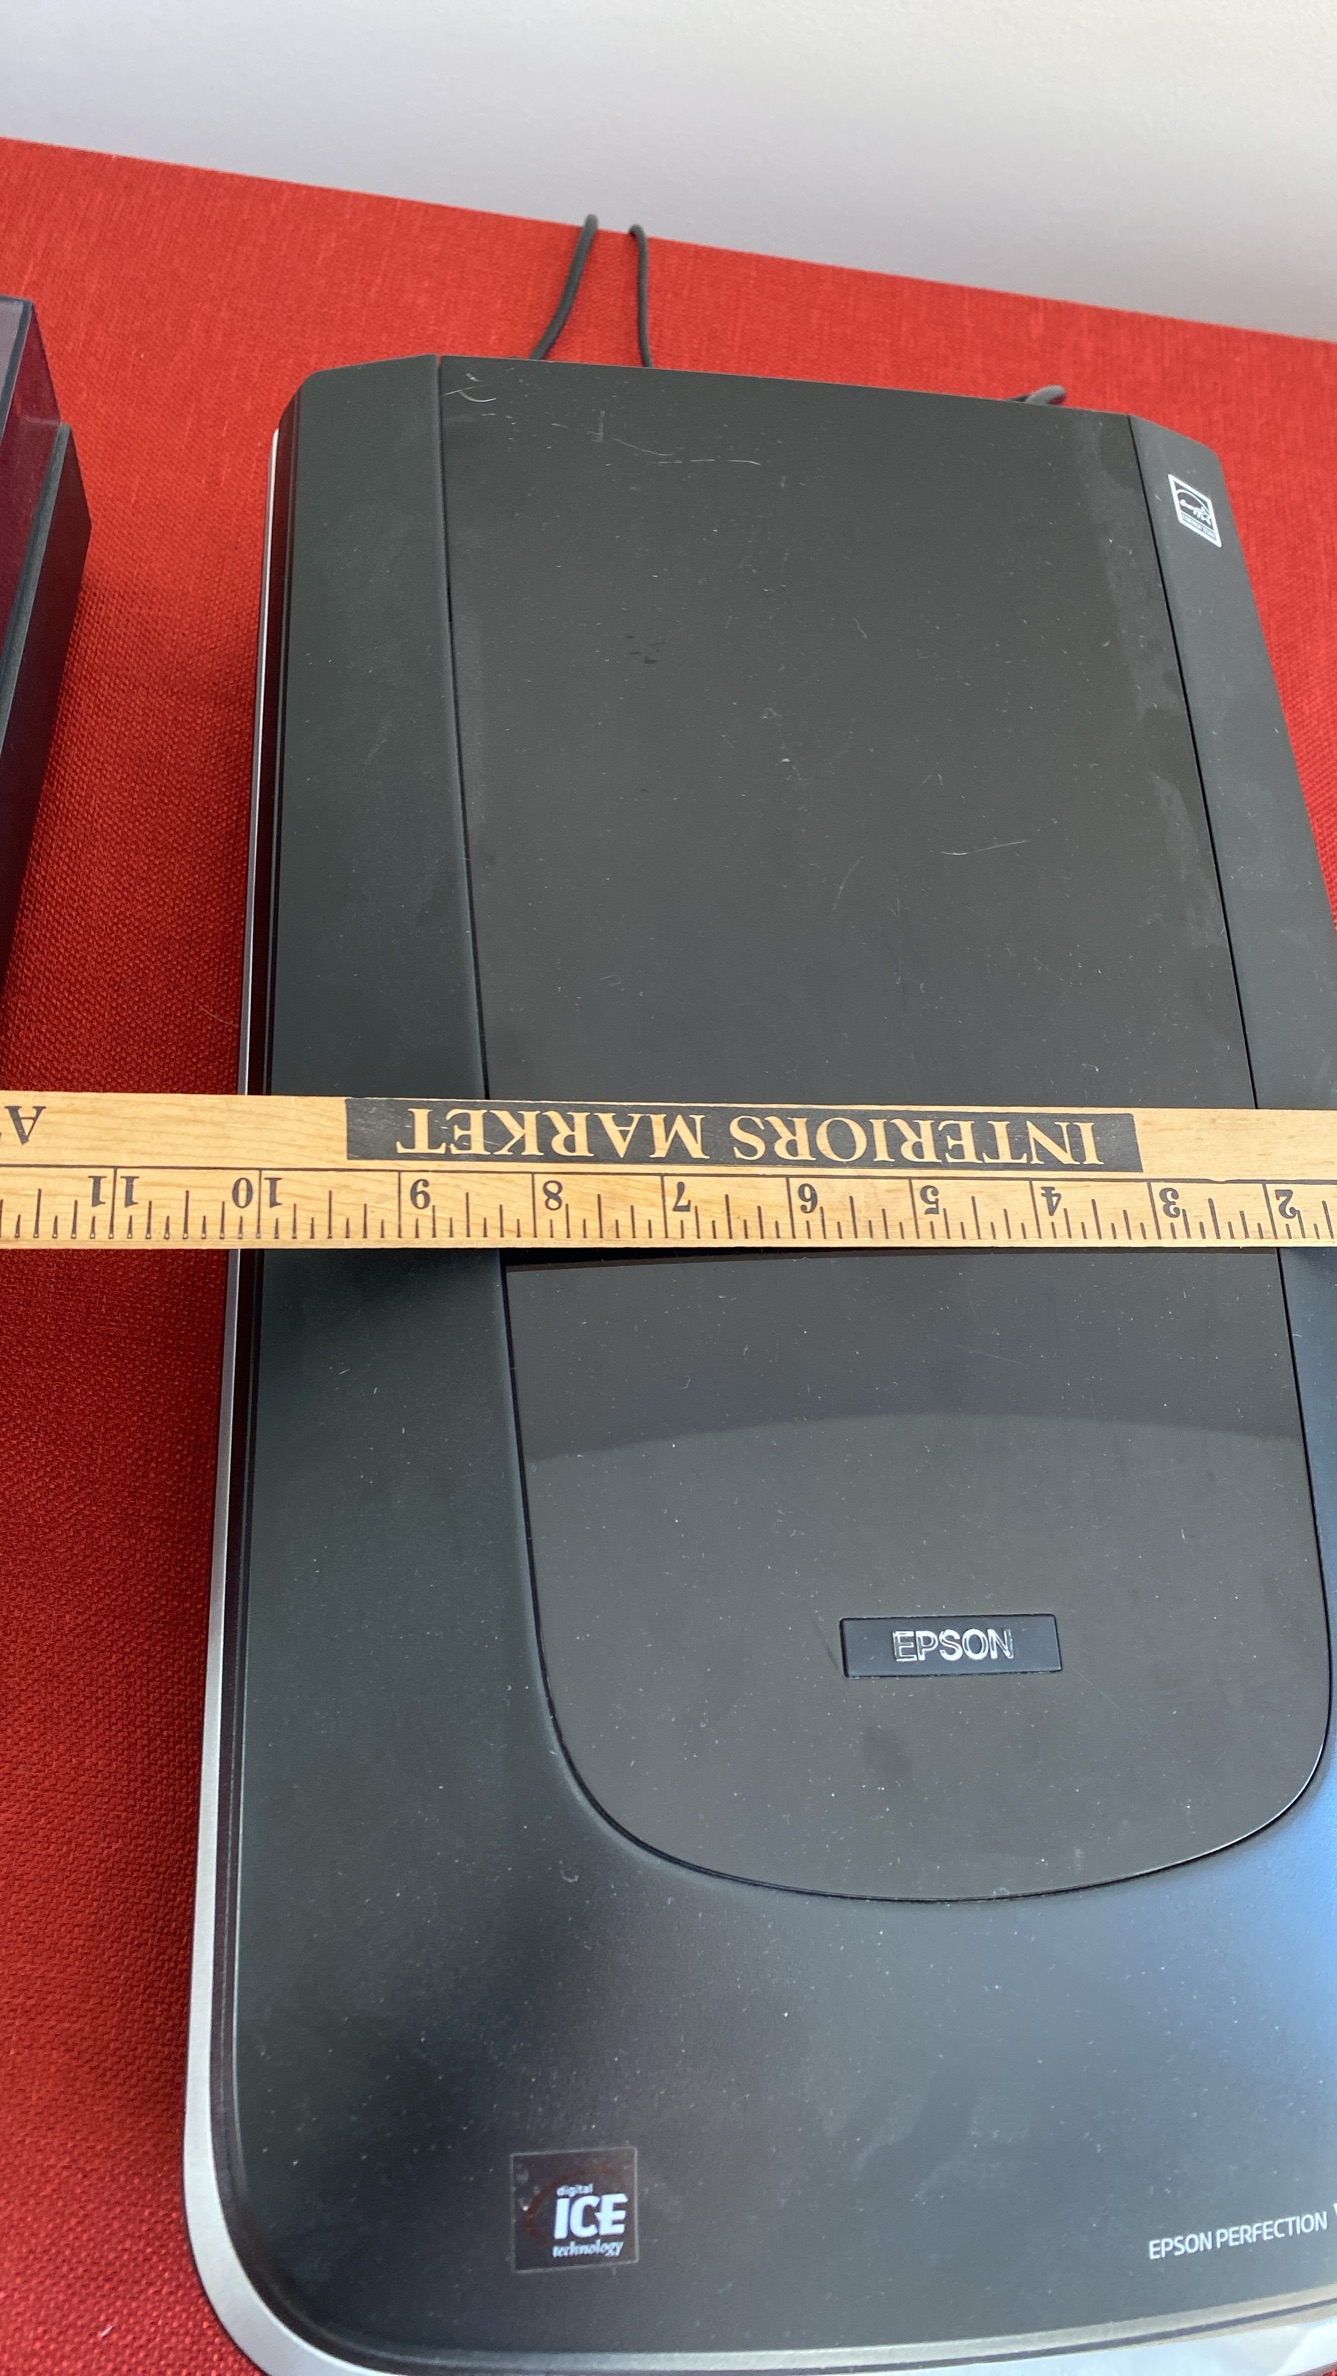 INTERIORS MARKET
2 3 4 5 6 7 8 9 10 11
EPSON
digital
ICE
technology
EPSON PERFECTION